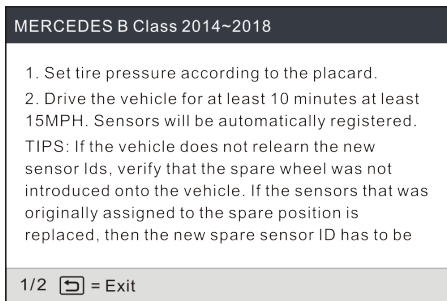 MERCEDES B Class 2014~2018
1. Set tire pressure according to the placard.
2. Drive the vehicle for at least 10 minutes at least
15MPH. Sensors will be automatically registered.
TIPS: If the vehicle does not relearn the new
sensor Ids, verify that the spare wheel was not
introduced onto the vehicle. If the sensors that was
originally assigned to the spare position is
replaced, then the new spare sensor ID has to be
1/2 = Exit